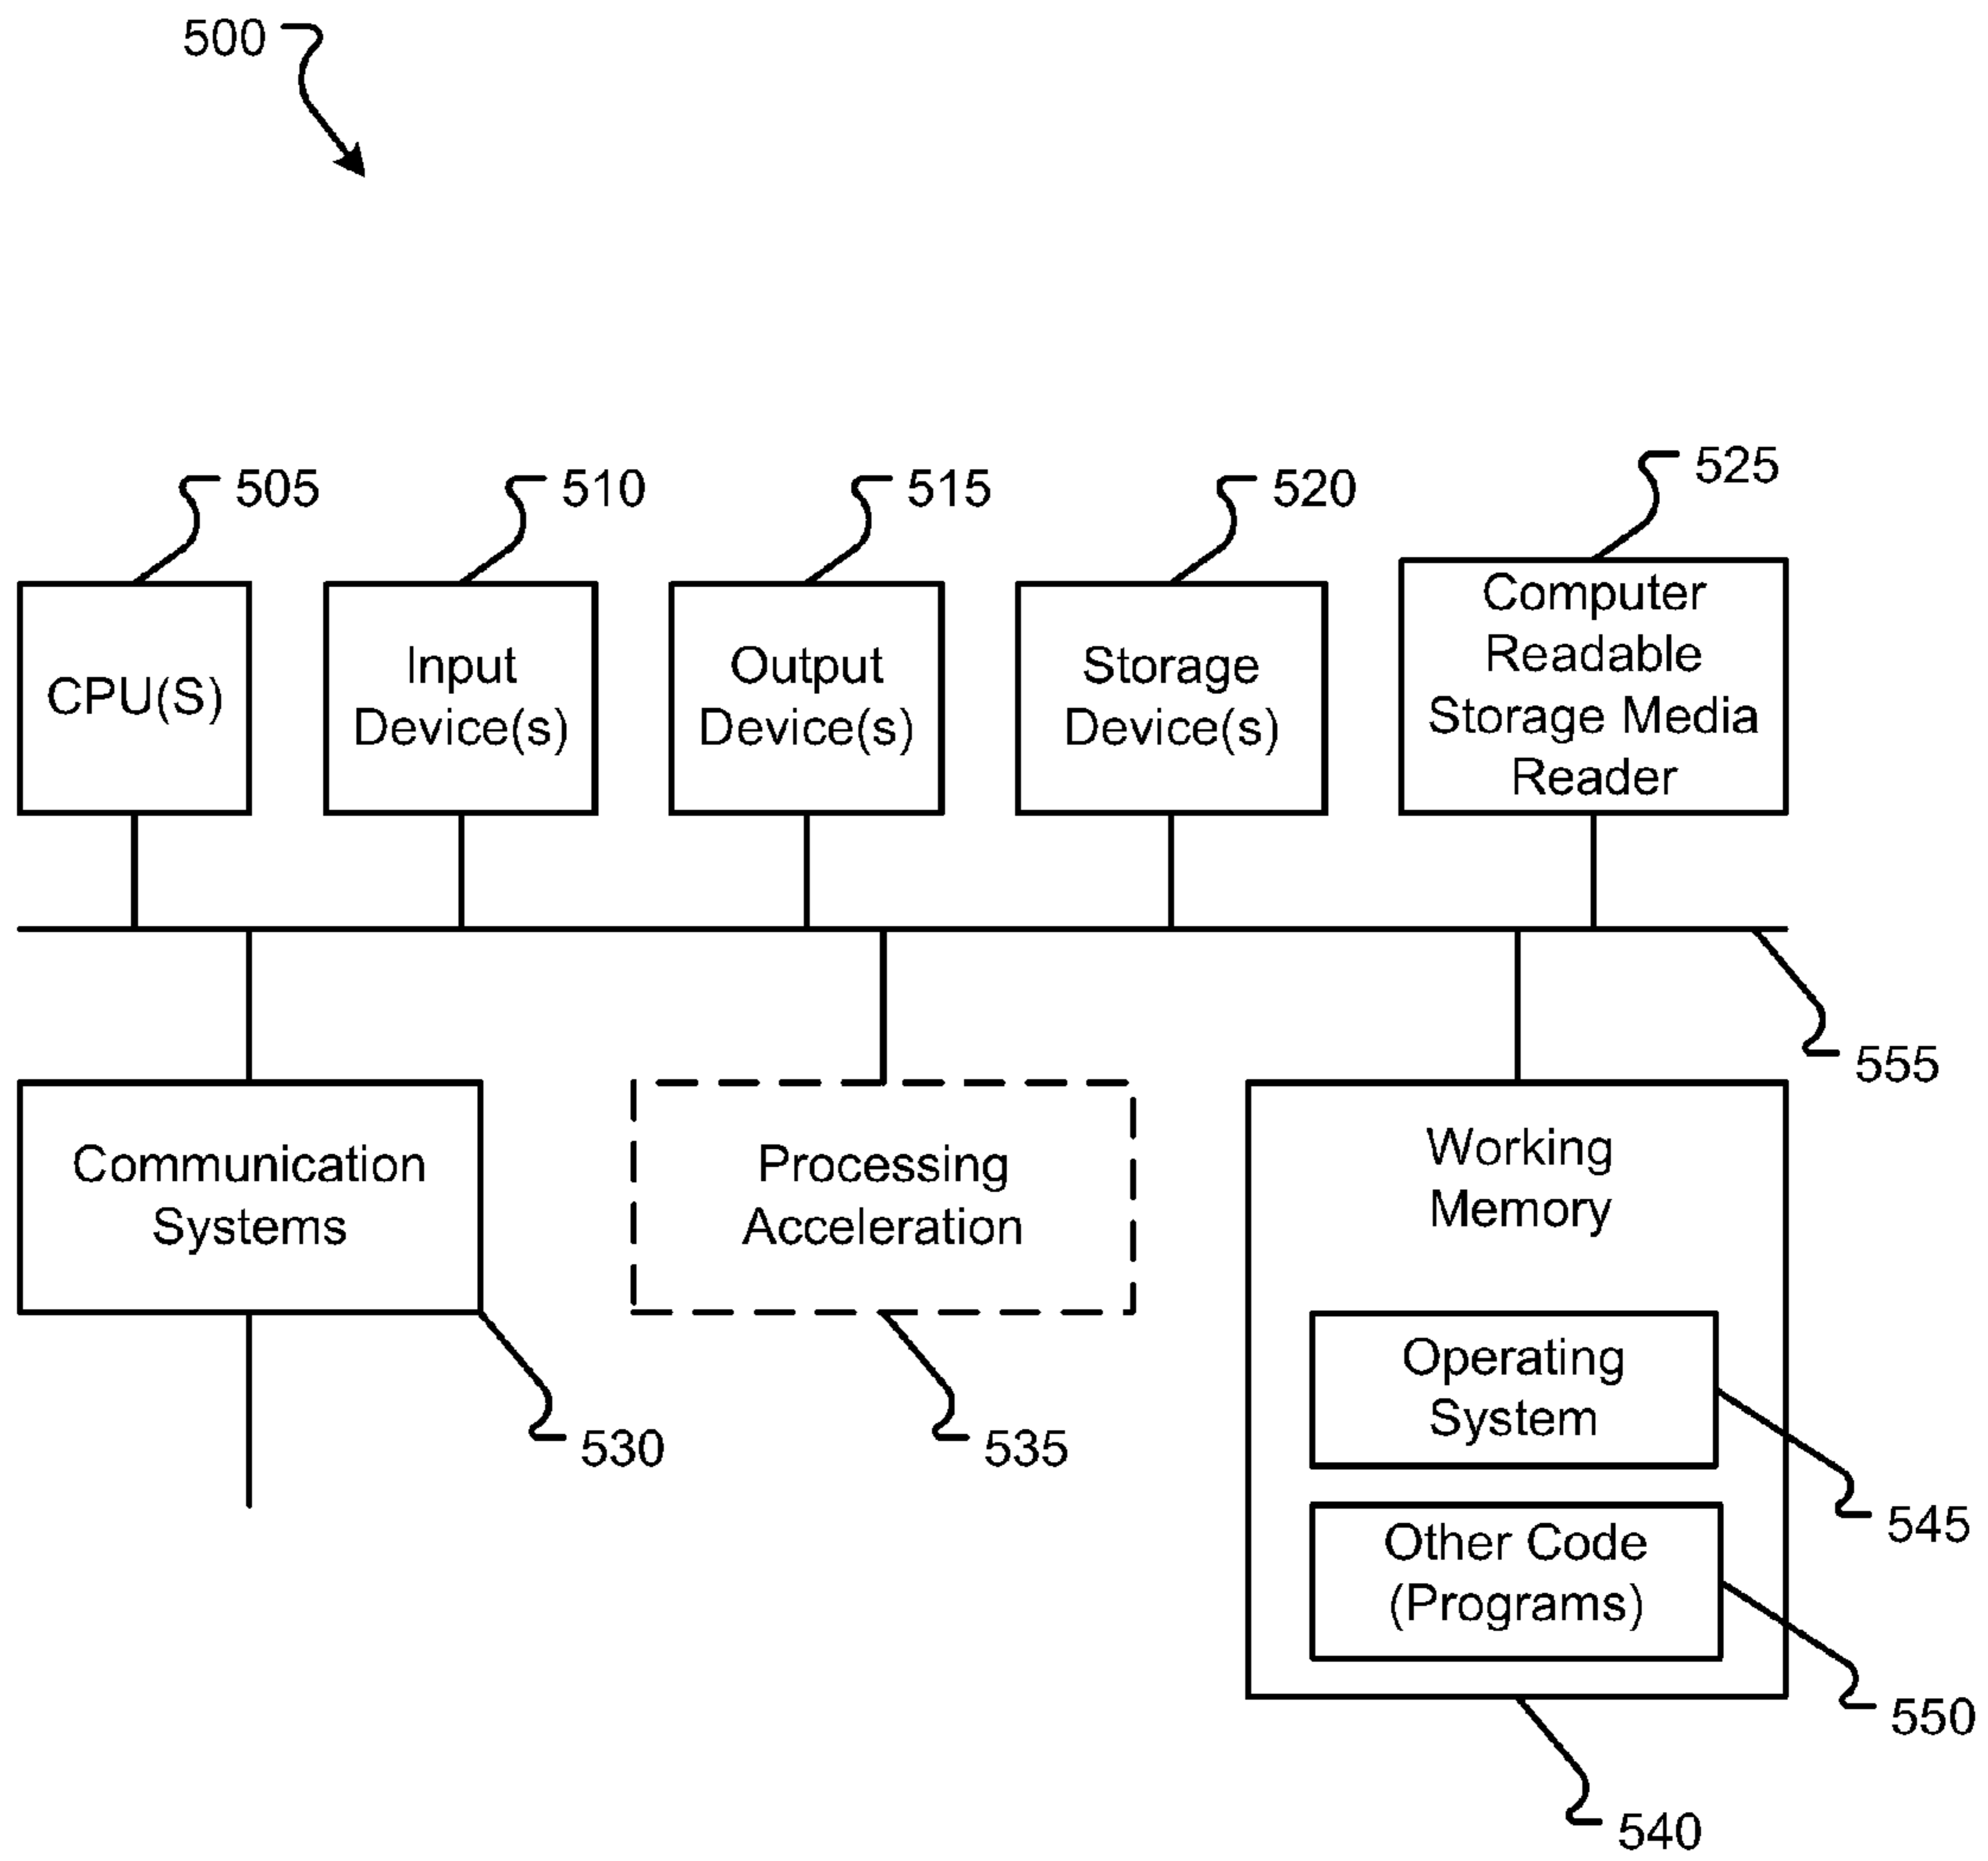 500
505
510
515
520
525
CPU(S)
Input
Device(s)
Output
Device(s)
Storage
Device(s)
Computer
Readable
Storage Media
Reader
555
Communication
Systems
530
Processing
Acceleration
535
Working
Memory
Operating
System
545
Other Code
(Programs)
550
540